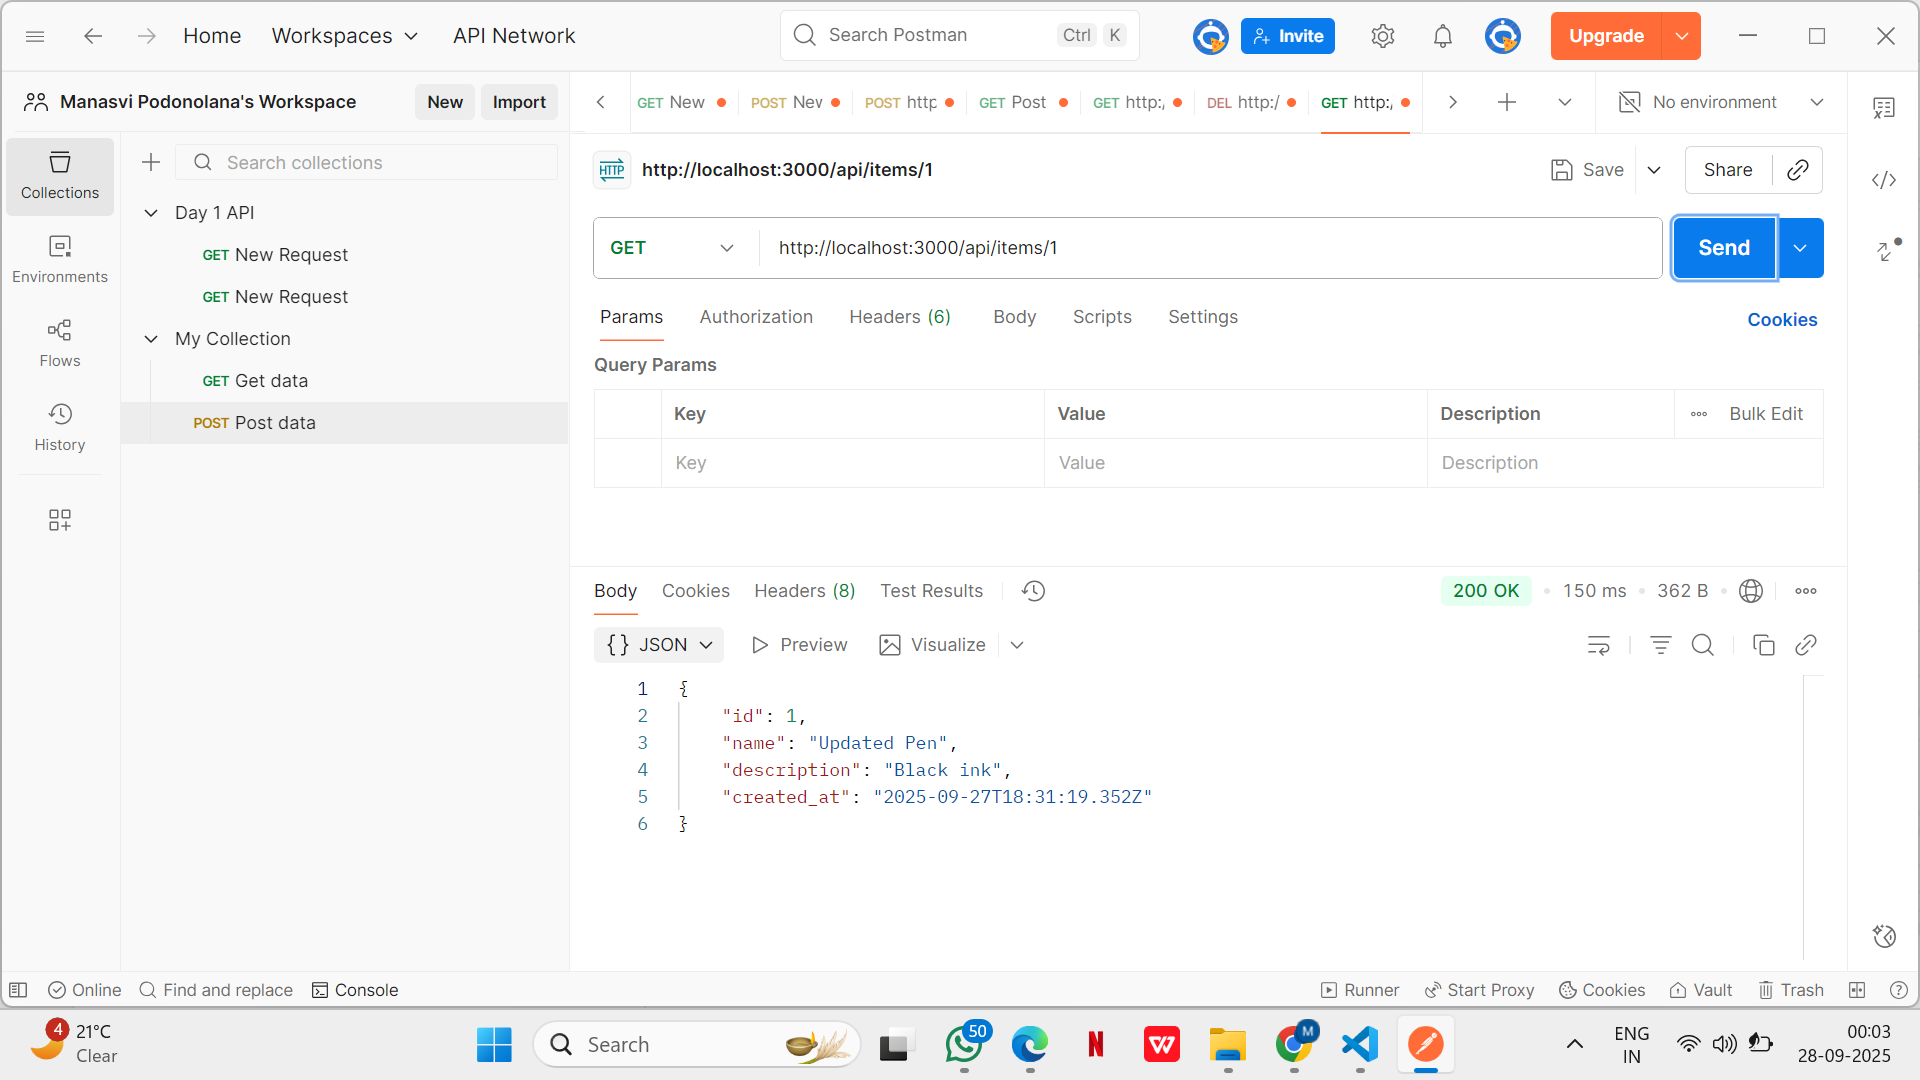 Home Workspaces API Network Search Postman Ctrl K Invite Upgrade
Manasvi Podonolana's Workspace New Import
GET New POST New POST http GET Post GET http:/ DEL http:/ GET http:/ No environment
Collections
Environments
Flows
History
Search collections
Day 1 API
GET New Request
GET New Request
My Collection
GET Get data
POST Post data
HTTP http://localhost:3000/api/items/1 Save Share
GET http://localhost:3000/api/items/1 Send
Params Authorization Headers (6) Body Scripts Settings Cookies
Query Params
Key Value Description Bulk Edit
Key Value Description
Body Cookies Headers (8) Test Results 200 OK 150 ms 362 B
{} JSON Preview Visualize
1 {
2 "id": 1,
3 "name": "Updated Pen",
4 "description": "Black ink",
5 "created_at": "2025-09-27T18:31:19.352Z"
6 }
Online Find and replace Console Runner Start Proxy Cookies Vault Trash
4 21°C
Clear
Search
50
N
W
M
ENG
IN
00:03
28-09-2025